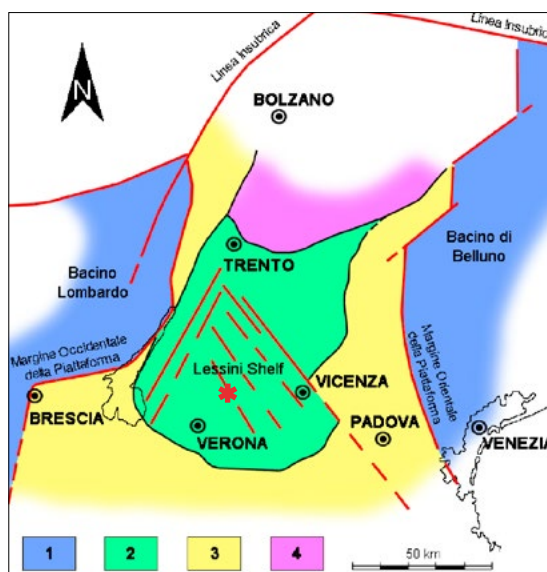 Linea Insubrica
Linea Insubrica
N
BOLZANO
TRENTO
Bacino
Lombardo
Bacino di
Belluno
Margine Occidentale
della Piattaforma
Margine Orientale
della Piattaforma
Lessini Shelf
VICENZA
BRESCIA
VERONA
PADOVA
VENEZIA
1
2
3
4
50 km